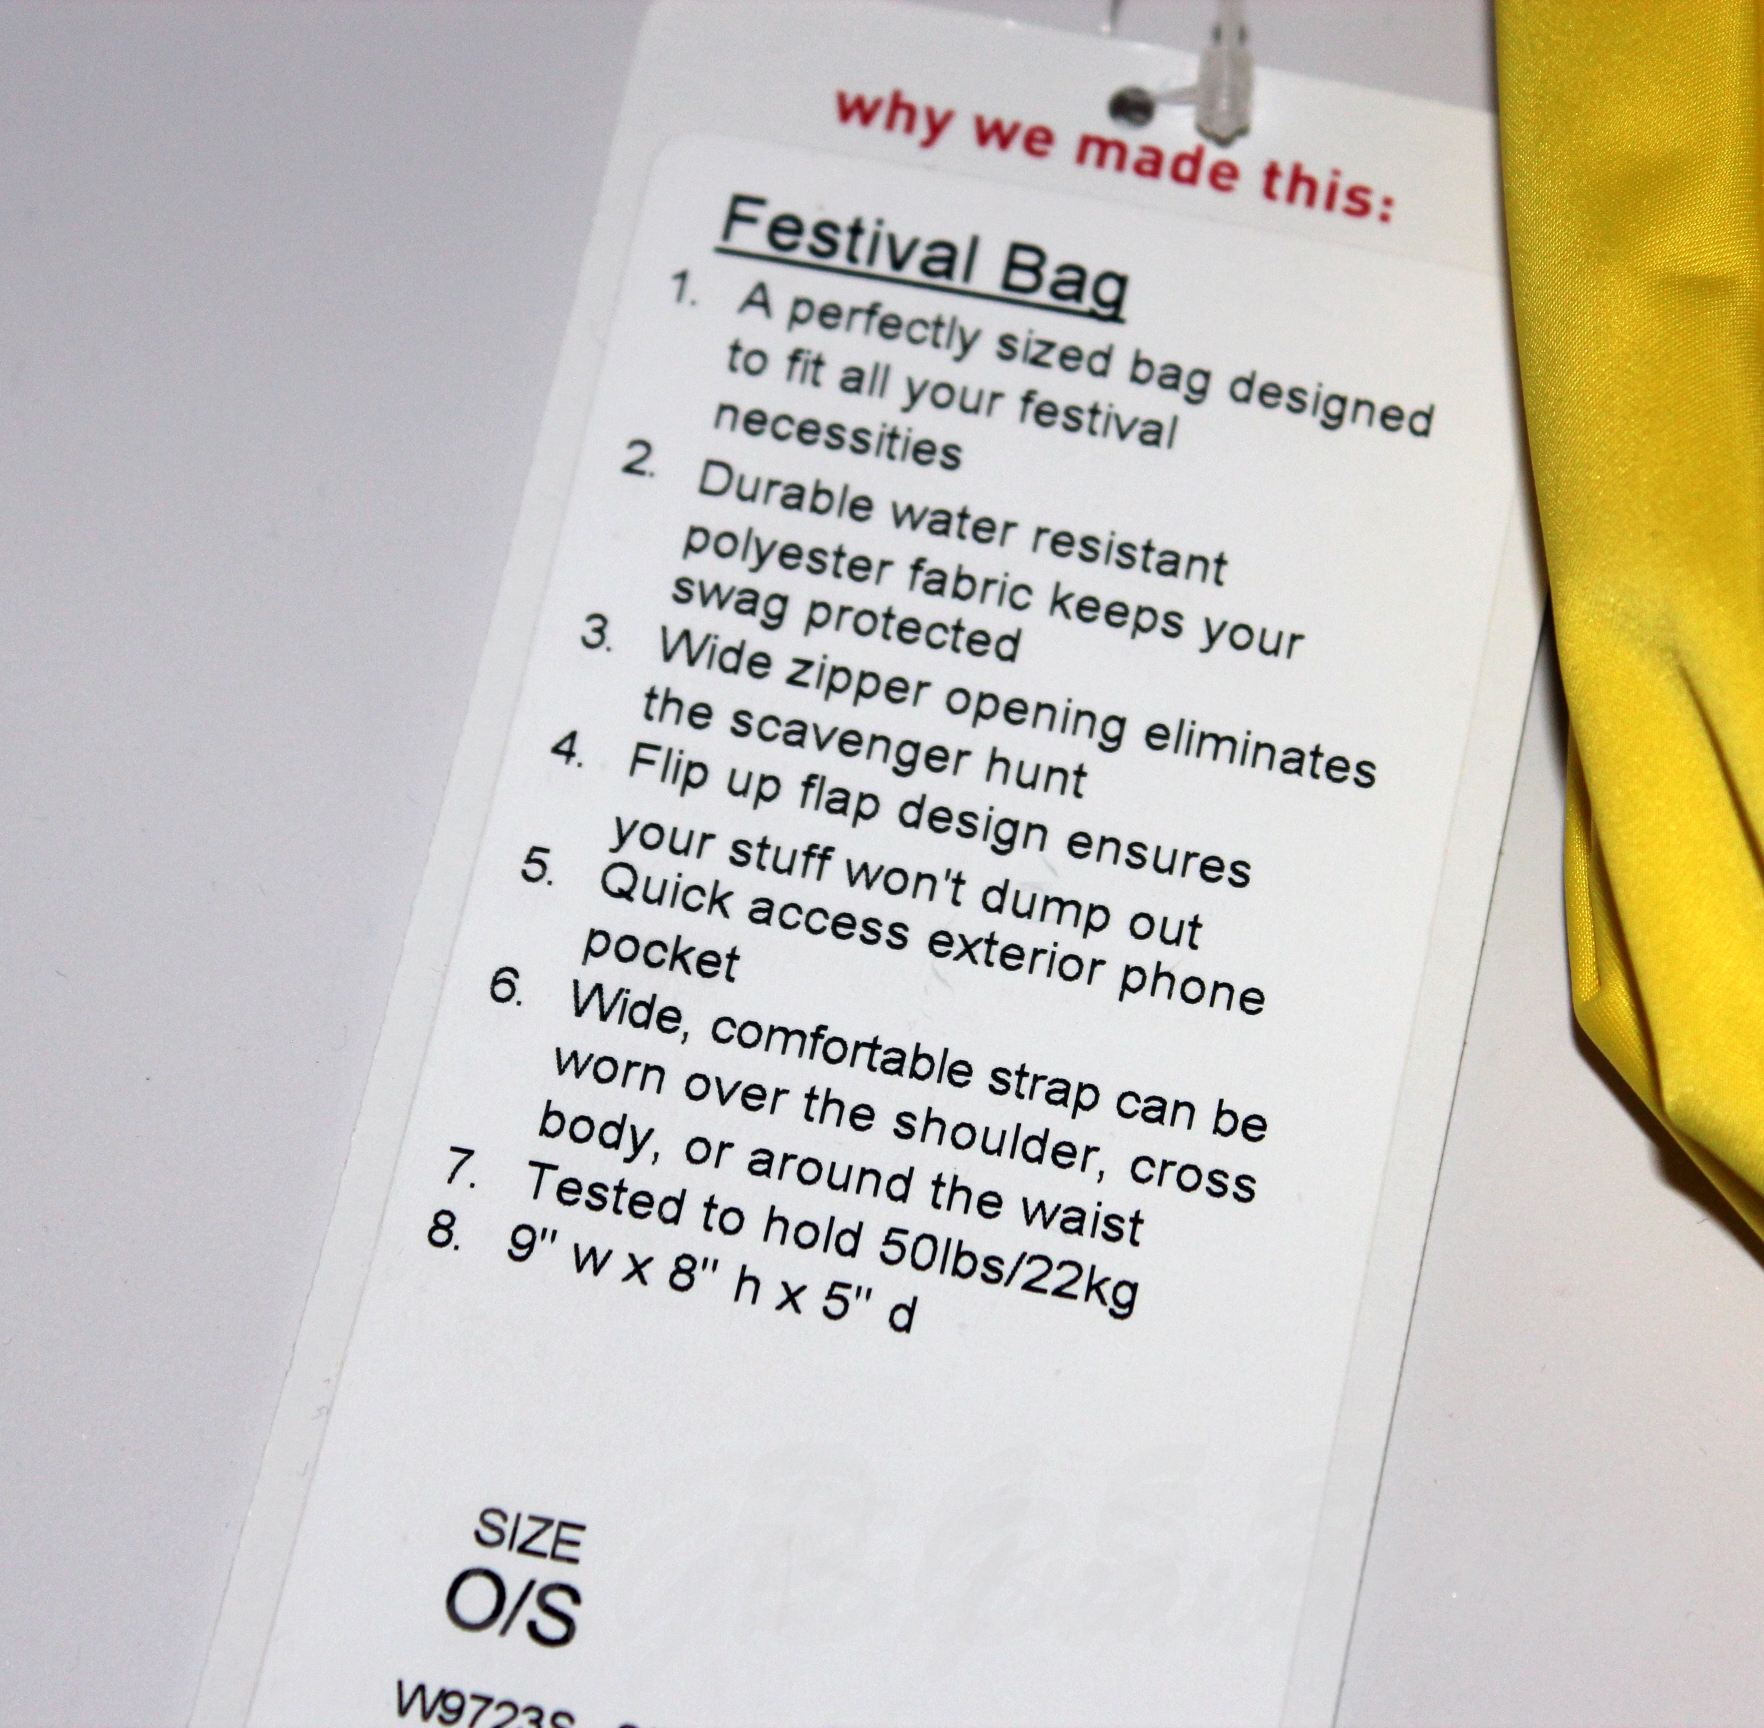 why we made this:
Festival Bag
1. A perfectly sized bag designed
to fit all your festival
necessities
2. Durable water resistant
polyester fabric keeps your
swag protected
3. Wide zipper opening eliminates
the scavenger hunt
4. Flip up flap design ensures
your stuff won't dump out
5. Quick access exterior phone
pocket
6. Wide, comfortable strap can be
worn over the shoulder, cross
body, or around the waist
7. Tested to hold 50lbs/22kg
8. 9" w x 8" h x 5" d
SIZE
O/S
W9723S